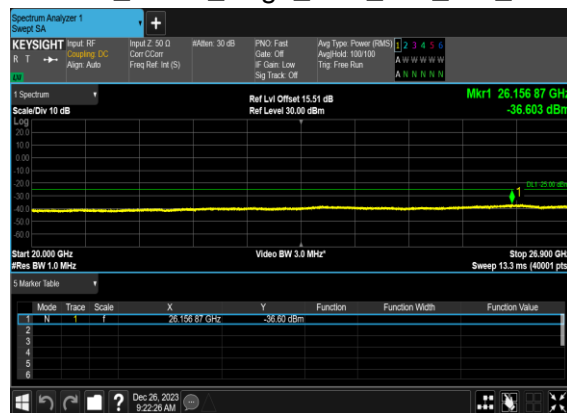 Spectrum Analyzer 1
Swept SA
+
KEYSIGHT Input: RF Input Z: 50 Ω #Atten: 30 dB PNO: Fast Avg Type: Power (RMS) 1 2 3 4 5 6
R T Coupling: DC Corr CCorr Gate: Off Avg|Hold: 100/100 A W W W W W
Align: Auto Freq Ref: Int (S) IF Gain: Low Trig: Free Run
Sig Track: Off A N N N N N
1 Spectrum Ref Lvl Offset 15.51 dB Mkr1 26.156 87 GHz
Scale/Div 10 dB Ref Level 30.00 dBm -36.603 dBm
Log
20.0
10.0
0.00
-10.0
-20.0
-30.0
-40.0
-50.0
-60.0
1
DL1 -25.00 dBm
Start 20.000 GHz Video BW 3.0 MHz* Stop 26.900 GHz
#Res BW 1.0 MHz Sweep 13.3 ms (40001 pts)
5 Marker Table
Mode Trace Scale X Y Function Function Width Function Value
1 N 1 f 26.156 87 GHz -36.60 dBm
2
3
4
5
6
? Dec 26, 2023
9:22:26 AM